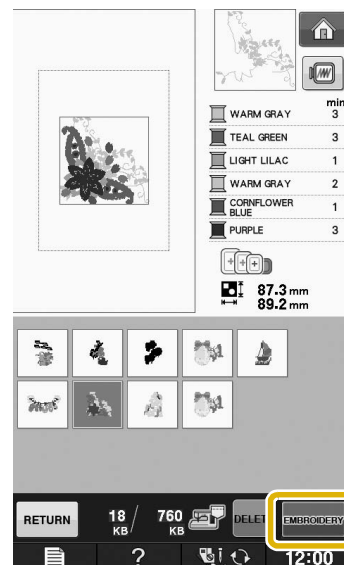 min
WARM GRAY 3
TEAL GREEN 3
LIGHT LILAC 1
WARM GRAY 2
CORNFLOWER
BLUE 1
PURPLE 3
87.3 mm
89.2 mm
RETURN
18 / 760
KB KB
DELET
EMBROIDERY
? 12:00